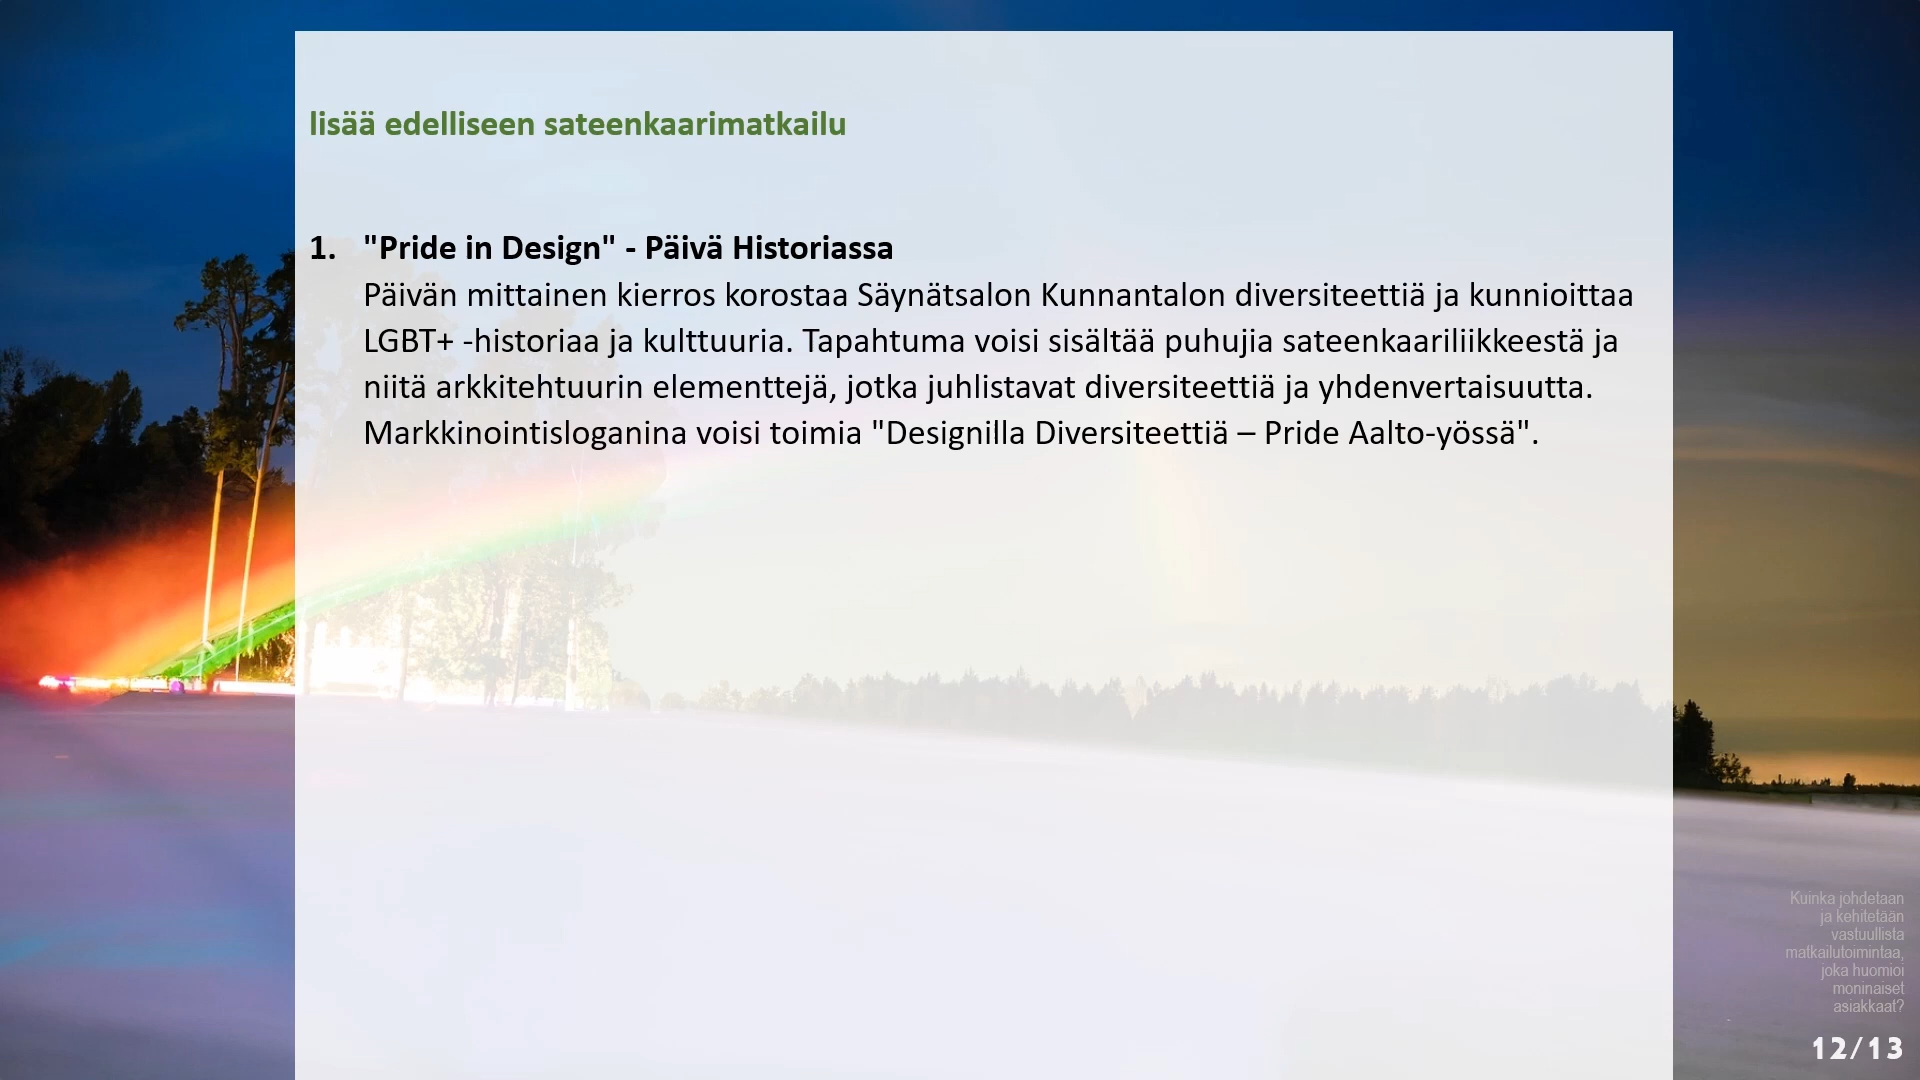 lisää edelliseen sateenkaarimatkailu
1. "Pride in Design" - Päivä Historiassa
Päivän mittainen kierros korostaa Säynätsalon Kunnantalon diversiteettiä ja kunnioittaa
LGBT+ -historiaa ja kulttuuria. Tapahtuma voisi sisältää puhujia sateenkaariliikkeestä ja
niitä arkkitehtuurin elementtejä, jotka juhlistavat diversiteettiä ja yhdenvertaisuutta.
Markkinointisloganina voisi toimia "Designilla Diversiteettiä – Pride Aalto-yössä".
Kuinka johdetaan
ja kehitetään
vastuullista
matkailutoimintaa,
joka huomioi
moninaiset
asiakkaat?
12/13